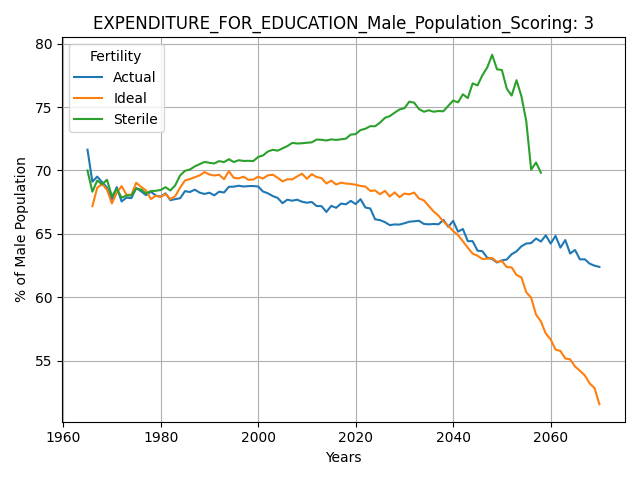 EXPENDITURE_FOR_EDUCATION_Male_Population_Scoring: 3
Fertility
Actual
Ideal
Sterile
% of Male Population
80
75
70
65
60
55
1960
1980
2000
2020
2040
2060
Years